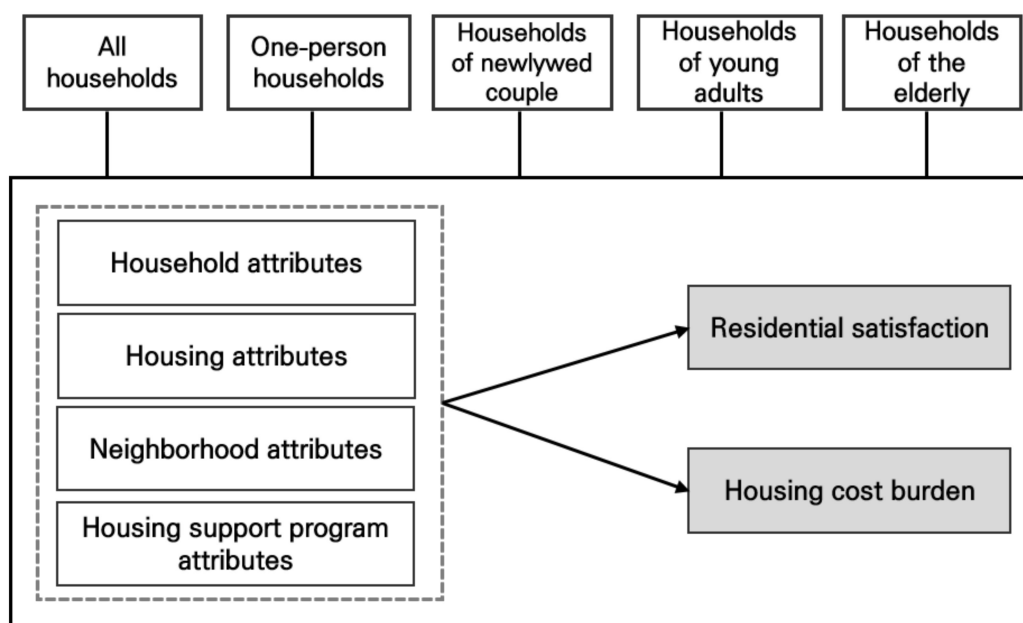 All
households
One-person
households
Households
of newlywed
couple
Households
of young
adults
Households
of the
elderly
Household attributes
Housing attributes
Neighborhood attributes
Housing support program
attributes
Residential satisfaction
Housing cost burden